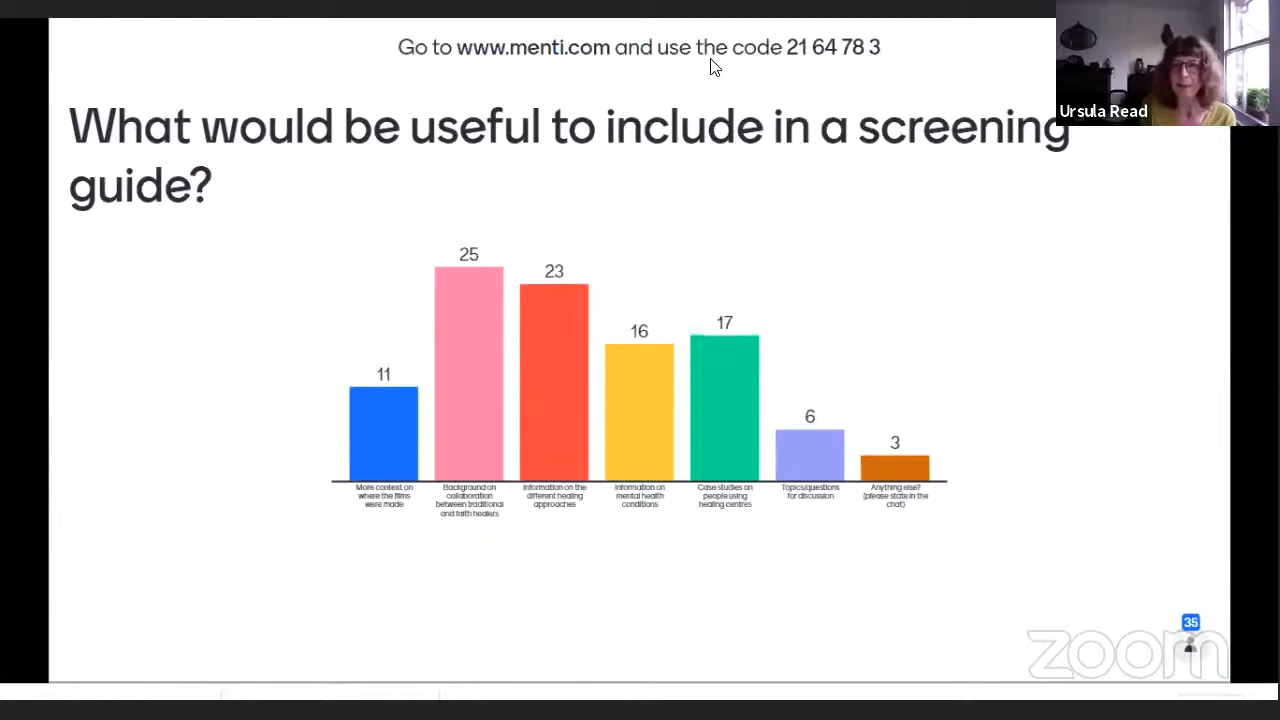 Go to www.menti.com and use the code 21 64 78 3
Ursula Read
What would be useful to include in a screening
guide?
25
23
17
16
11
6
3
More context on
where the films
were made
Background on
collaboration
between traditional
and faith healers
Information on the
different healing
approaches
Information on
mental health
conditions
Case studies on
people using
healing centres
Topics/questions
for discussion
Anything else?
(please state in the
chat)
35
zoom